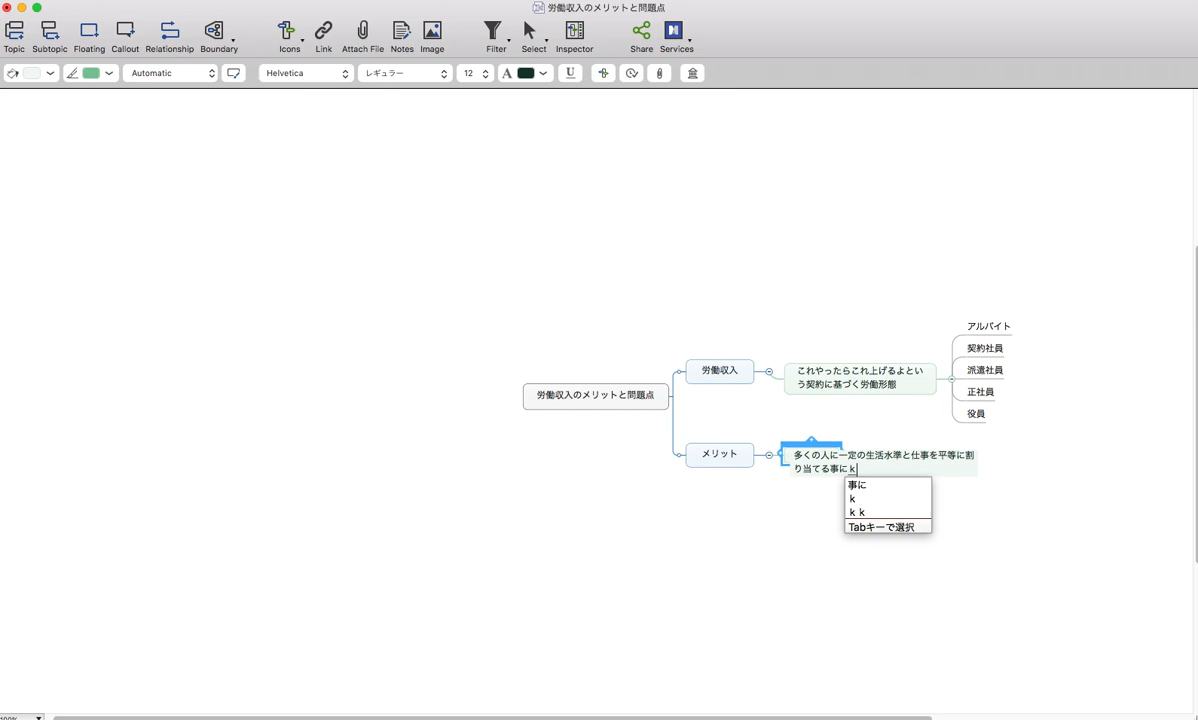 労働収入のメリットと問題点
Topic Subtopic Floating Callout Relationship Boundary Icons Link Attach File Notes Image Filter Select Inspector Share Services
Automatic Helvetica レギュラー 12 A U
アルバイト
契約社員
派遣社員
正社員
役員
労働収入
これやったらこれ上げるよとい
う契約に基づく労働形態
労働収入のメリットと問題点
メリット
多くの人に一定の生活水準と仕事を平等に割
り当てる事にｋ
事に
ｋ
ｋｋ
Tabキーで選択
100%